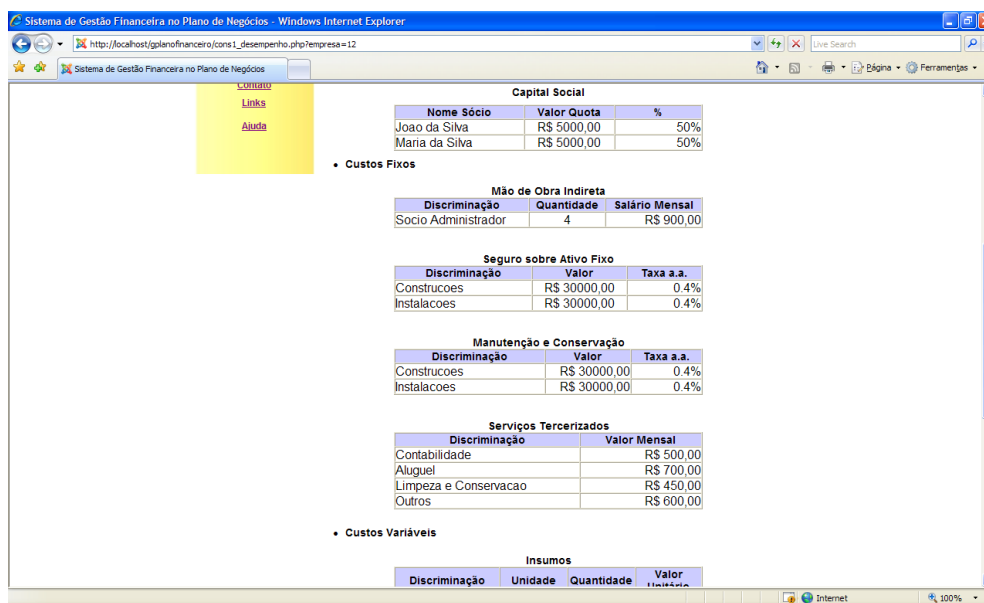 Sistema de Gestão Financeira no Plano de Negócios - Windows Internet Explorer
http://localhost/gplanofinanceiro/cons1_desempenho.php?empresa=12
Live Search
Sistema de Gestão Financeira no Plano de Negócios
Página Ferramentas
Contato
Links
Ajuda
Capital Social
Nome Sócio Valor Quota %
Joao da Silva R$ 5000,00 50%
Maria da Silva R$ 5000,00 50%
• Custos Fixos
Mão de Obra Indireta
Discriminação Quantidade Salário Mensal
Socio Administrador 4 R$ 900,00
Seguro sobre Ativo Fixo
Discriminação Valor Taxa a.a.
Construcoes R$ 30000,00 0.4%
Instalacoes R$ 30000,00 0.4%
Manutenção e Conservação
Discriminação Valor Taxa a.a.
Construcoes R$ 30000,00 0.4%
Instalacoes R$ 30000,00 0.4%
Serviços Tercerizados
Discriminação Valor Mensal
Contabilidade R$ 500,00
Aluguel R$ 700,00
Limpeza e Conservacao R$ 450,00
Outros R$ 600,00
• Custos Variáveis
Insumos
Discriminação Unidade Quantidade Valor
Unitário
Internet 100%